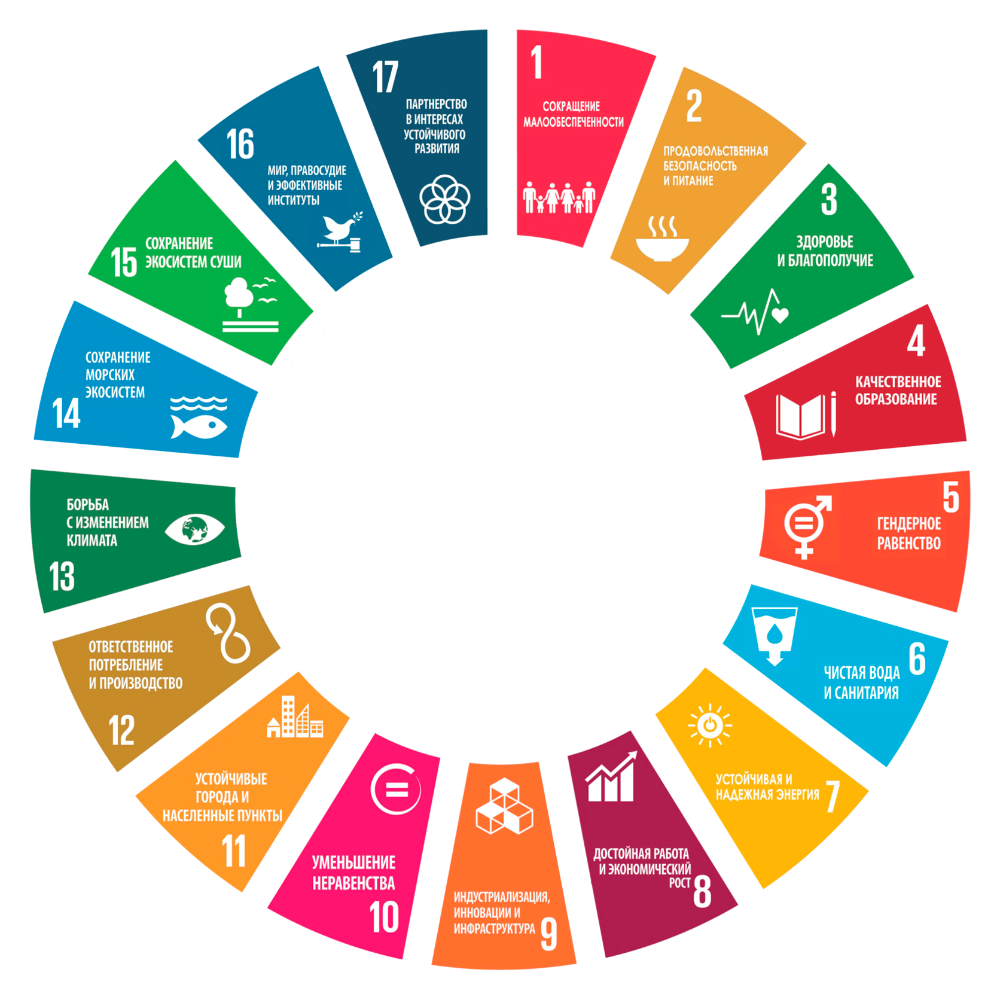 1
СОКРАЩЕНИЕ
МАЛООБЕСПЕЧЕННОСТИ
2
ПРОДОВОЛЬСТВЕННАЯ
БЕЗОПАСНОСТЬ
И ПИТАНИЕ
3
ЗДОРОВЬЕ
И БЛАГОПОЛУЧИЕ
4
КАЧЕСТВЕННОЕ
ОБРАЗОВАНИЕ
5
ГЕНДЕРНОЕ
РАВЕНСТВО
6
ЧИСТАЯ ВОДА
И САНИТАРИЯ
7
УСТОЙЧИВАЯ И
НАДЕЖНАЯ ЭНЕРГИЯ
8
ДОСТОЙНАЯ РАБОТА
И ЭКОНОМИЧЕСКИЙ
РОСТ
9
ИНДУСТРИАЛИЗАЦИЯ,
ИННОВАЦИИ И
ИНФРАСТРУКТУРА
10
УМЕНЬШЕНИЕ
НЕРАВЕНСТВА
11
УСТОЙЧИВЫЕ
ГОРОДА И
НАСЕЛЕННЫЕ ПУНКТЫ
12
ОТВЕТСТВЕННОЕ
ПОТРЕБЛЕНИЕ
И ПРОИЗВОДСТВО
13
БОРЬБА
С ИЗМЕНЕНИЕМ
КЛИМАТА
14
СОХРАНЕНИЕ
МОРСКИХ
ЭКОСИСТЕМ
15
СОХРАНЕНИЕ
ЭКОСИСТЕМ СУШИ
16
МИР, ПРАВОСУДИЕ
И ЭФФЕКТИВНЫЕ
ИНСТИТУТЫ
17
ПАРТНЕРСТВО
В ИНТЕРЕСАХ
УСТОЙЧИВОГО
РАЗВИТИЯ